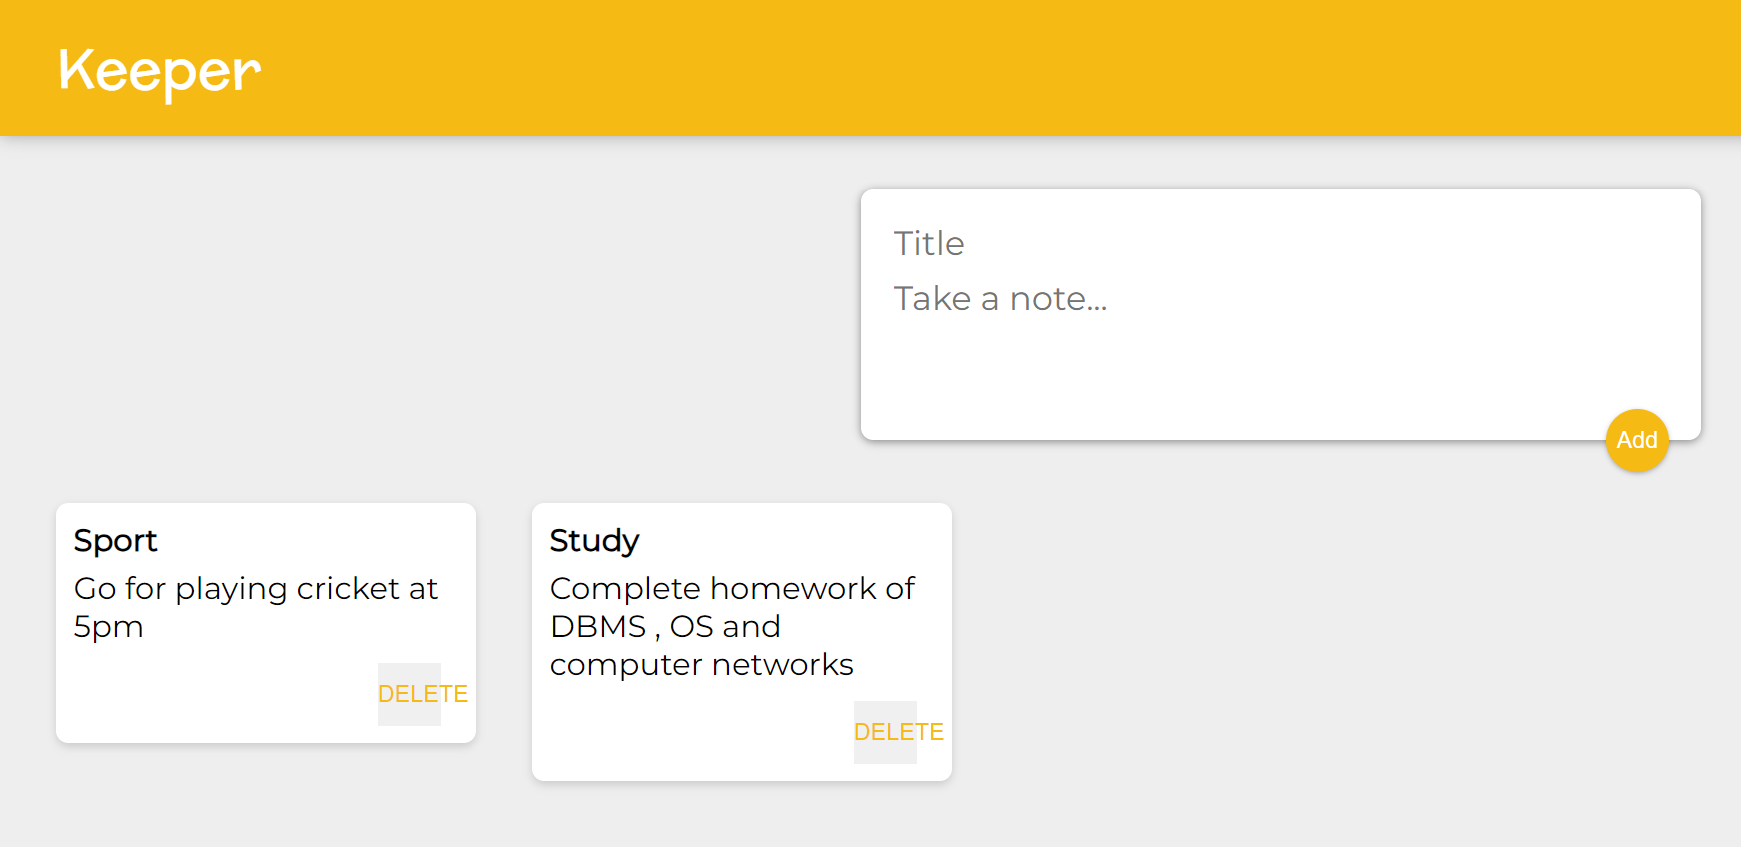 Keeper
Title
Take a note...
Add
Sport
Go for playing cricket at
5pm
DELETE
Study
Complete homework of
DBMS , OS and
computer networks
DELETE